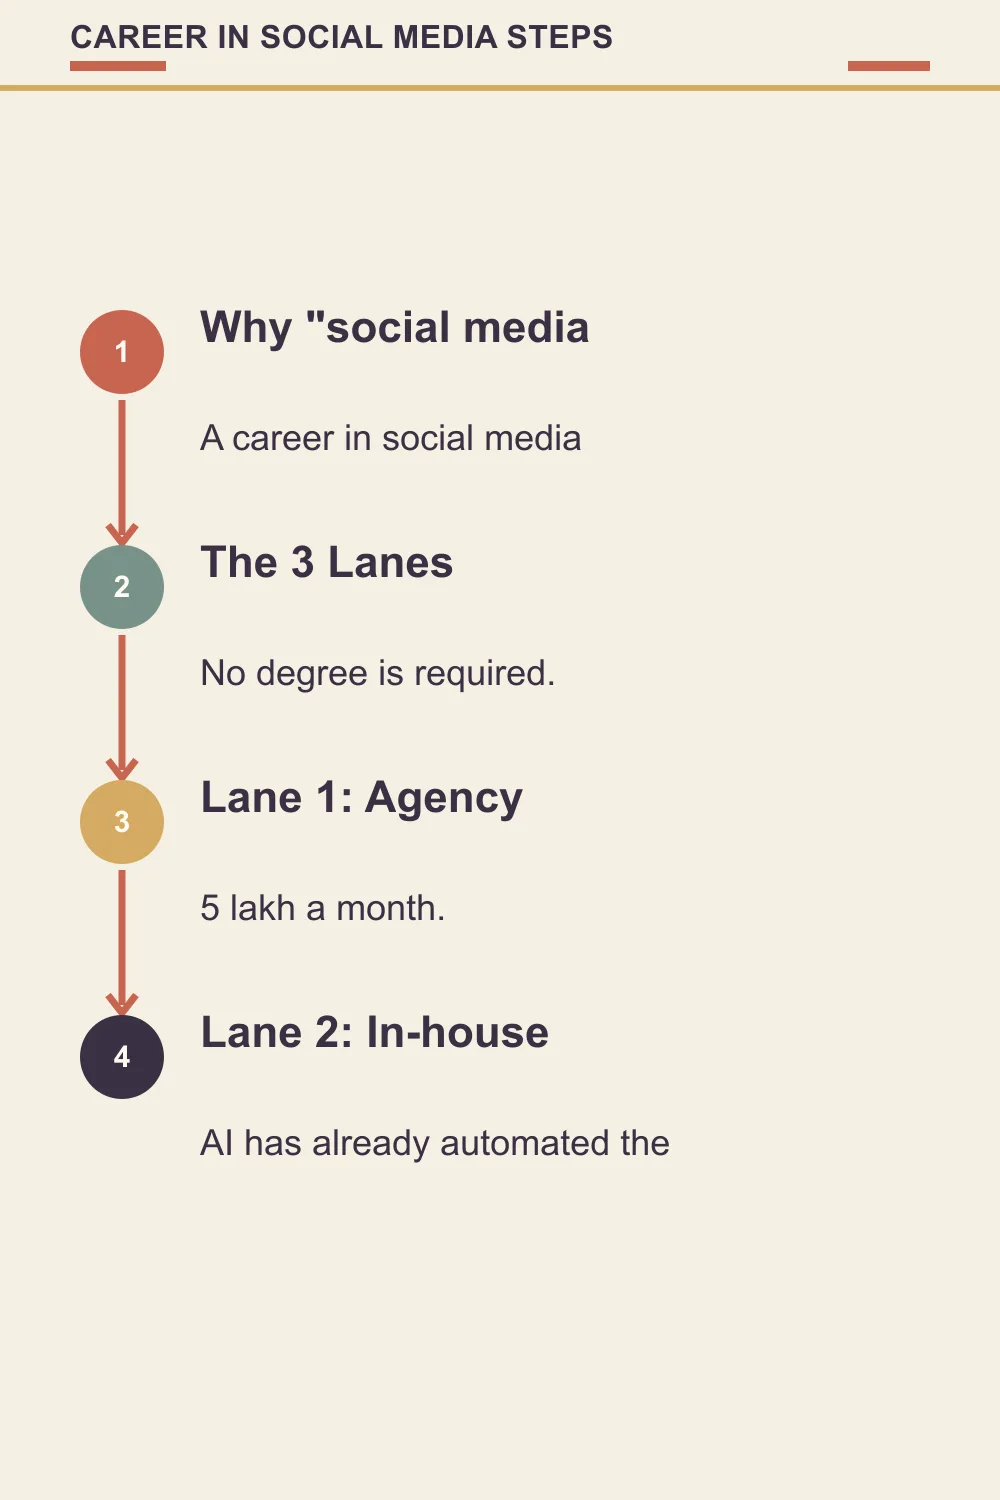 CAREER IN SOCIAL MEDIA STEPS
1
Why "social media
A career in social media
2
The 3 Lanes
No degree is required.
3
Lane 1: Agency
5 lakh a month.
4
Lane 2: In-house
AI has already automated the